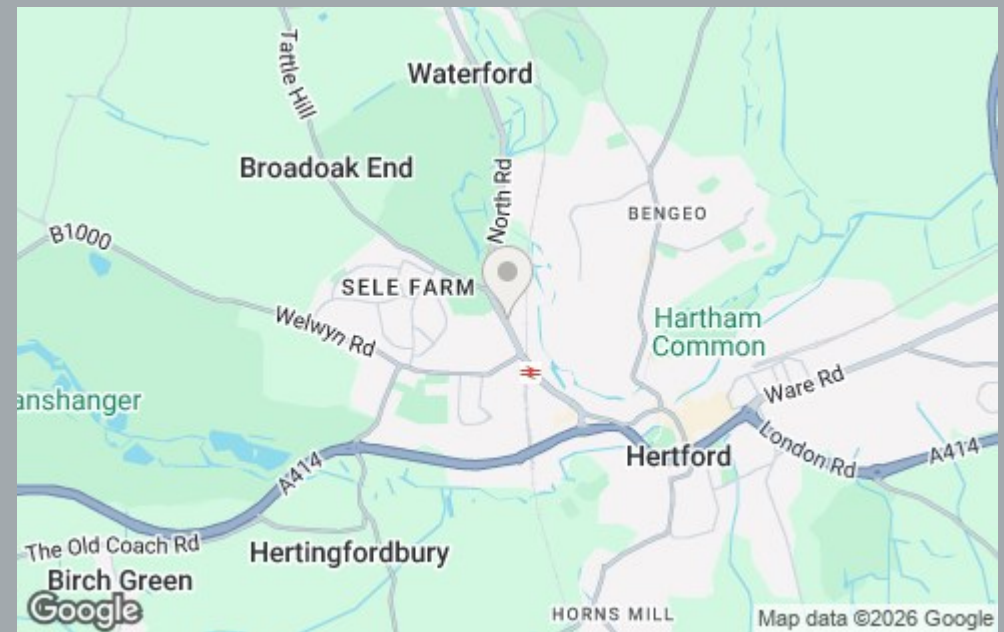 Tattle Hill
Waterford
Broadoak End
North Rd
BENGEO
B1000
SELE FARM
Welwyn Rd
Hartham
Common
anshanger
Ware Rd
London Rd
Hertford
A414
A414
The Old Coach Rd
Hertingfordbury
Birch Green
HORNS MILL
Google
Map data ©2026 Google